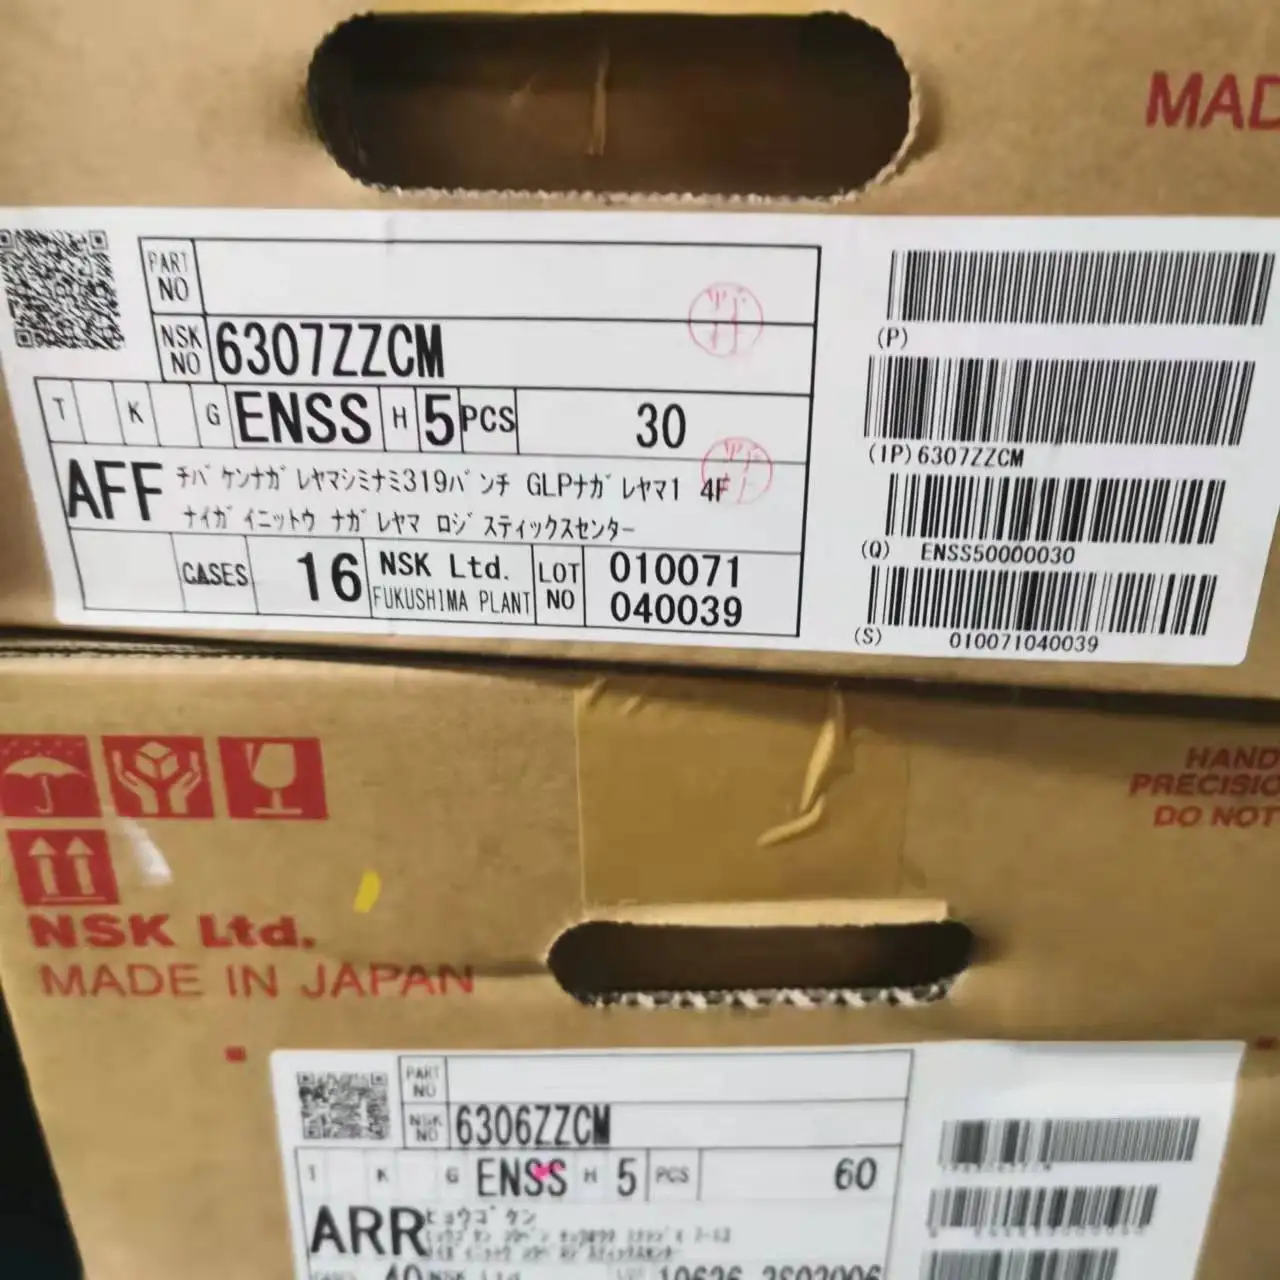 MAD
PART NO
NSK NO 6307ZZCM
T K G ENSS H 5 PCS 30
AFF チバケンナガレヤマシミナミ319バンチ GLPナガレヤマ1 4F
ナイガイニットウ ナガレヤマ ロジスティックスセンター
CASES 16 NSK Ltd. FUKUSHIMA PLANT LOT NO 010071 040039
(P)
(1P) 6307ZZCM
(Q) ENSS50000030
(S) 010071040039
HAND
PRECISIO
DO NOT
NSK Ltd.
MADE IN JAPAN
PART NO
NSK NO 6306ZZCM
T K G ENSS H 5 PCS 60
ARR ヒョウゴケン
40 NSK Ltd